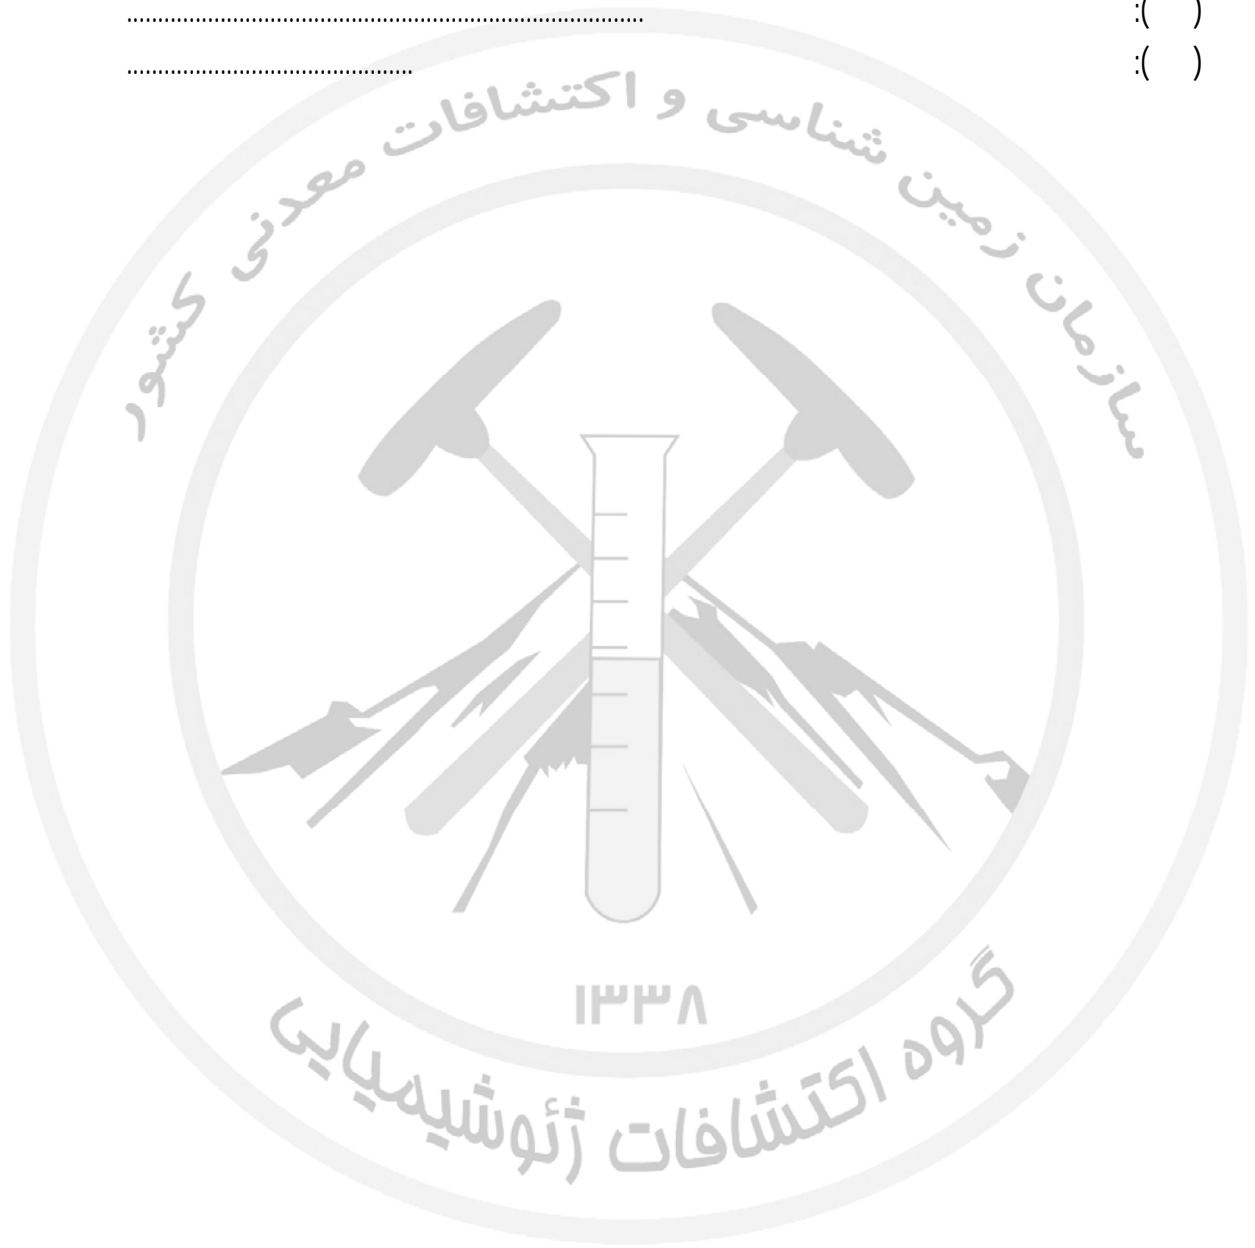 :(    ) .....................................................................................
:(    ) ...............................................
سازمان زمین شناسی و اکتشافات معدنی کشور
۱۳۳۸
گروه اکتشافات ژئوشیمیایی